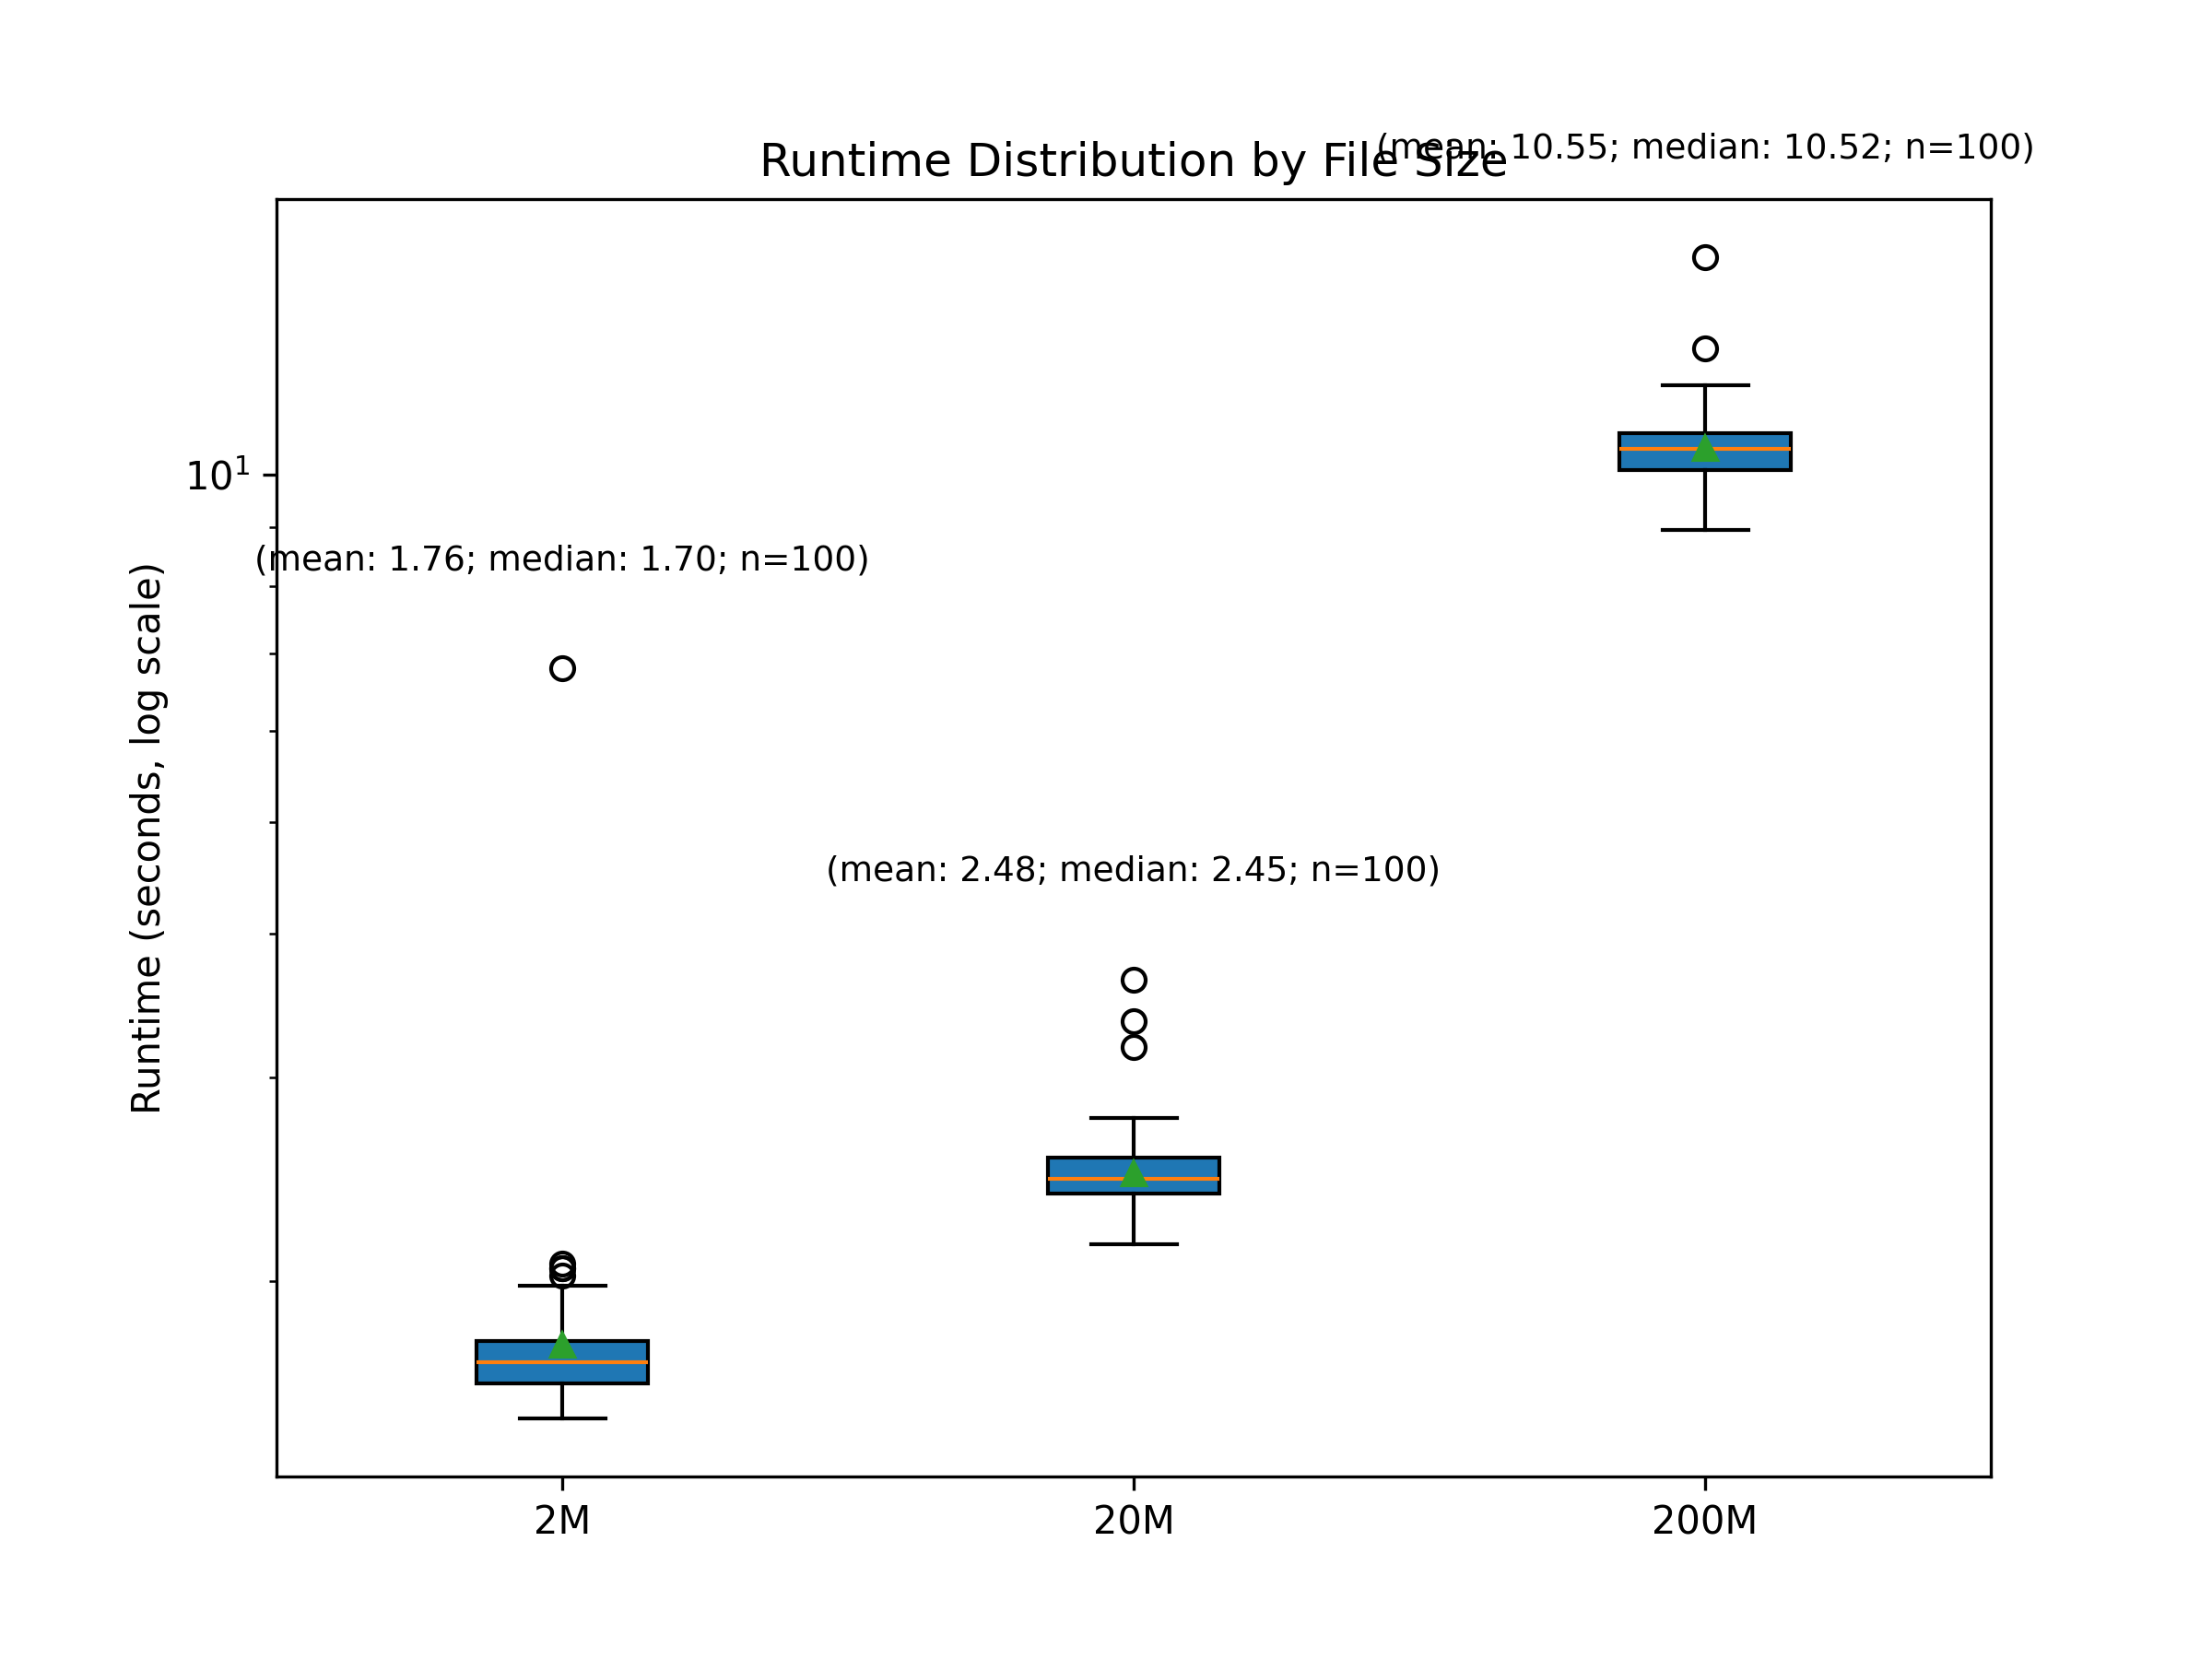 (mean: 10.55; median: 10.52; n=100)
Runtime Distribution by File Size
10¹
(mean: 1.76; median: 1.70; n=100)
(mean: 2.48; median: 2.45; n=100)
Runtime (seconds, log scale)
2M
20M
200M